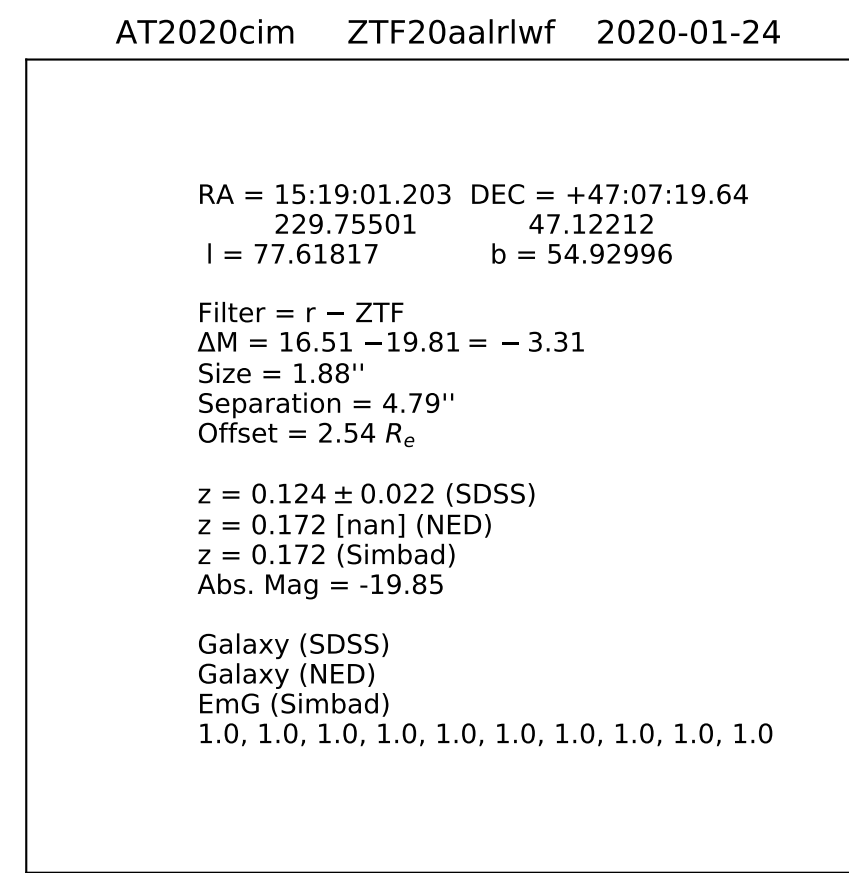 AT2020cim ZTF20aalrlwf 2020-01-24
RA = 15:19:01.203 DEC = +47:07:19.64
229.75501 47.12212
l = 77.61817 b = 54.92996
Filter = r − ZTF
ΔM = 16.51 −19.81 = − 3.31
Size = 1.88''
Separation = 4.79''
Offset = 2.54 Rₑ
z = 0.124 ± 0.022 (SDSS)
z = 0.172 [nan] (NED)
z = 0.172 (Simbad)
Abs. Mag = -19.85
Galaxy (SDSS)
Galaxy (NED)
EmG (Simbad)
1.0, 1.0, 1.0, 1.0, 1.0, 1.0, 1.0, 1.0, 1.0, 1.0